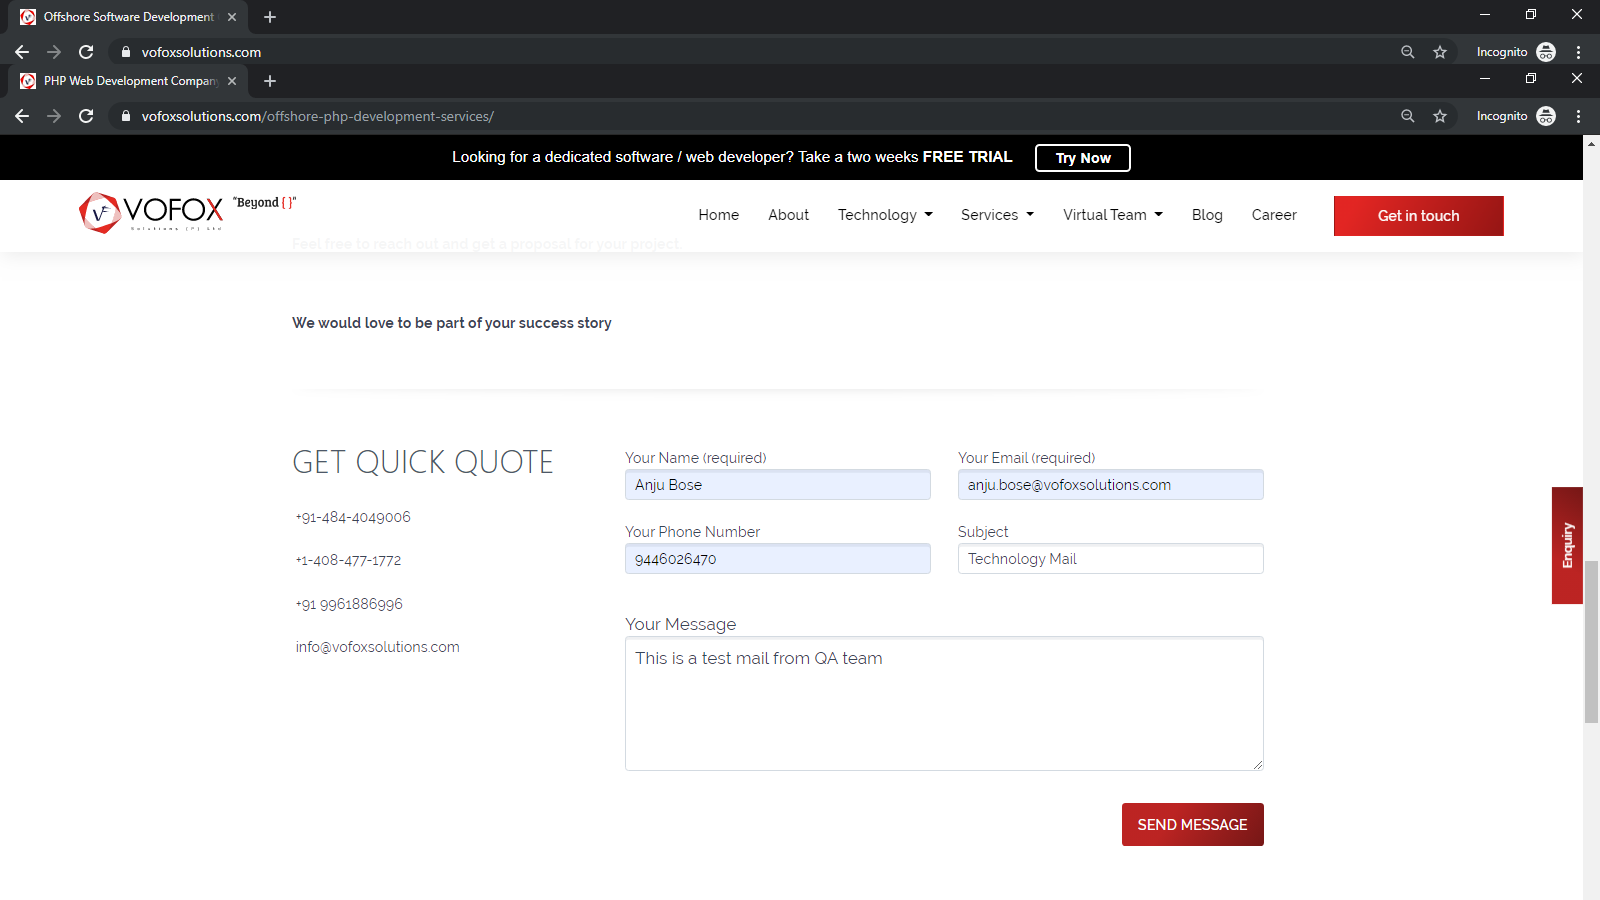 Offshore Software Development
vofoxsolutions.com
Incognito
PHP Web Development Company
vofoxsolutions.com/offshore-php-development-services/
Incognito
Looking for a dedicated software / web developer? Take a two weeks FREE TRIAL
Try Now
VOFOX
Solutions (P) Ltd
"Beyond { }"
Home
About
Technology
Services
Virtual Team
Blog
Career
Get in touch
Feel free to reach out and get a proposal for your project
We would love to be part of your success story
GET QUICK QUOTE
+91-484-4049006
+1-408-477-1772
+91 9961886996
info@vofoxsolutions.com
Your Name (required)
Anju Bose
Your Email (required)
anju.bose@vofoxsolutions.com
Your Phone Number
9446026470
Subject
Technology Mail
Your Message
This is a test mail from QA team
SEND MESSAGE
Enquiry